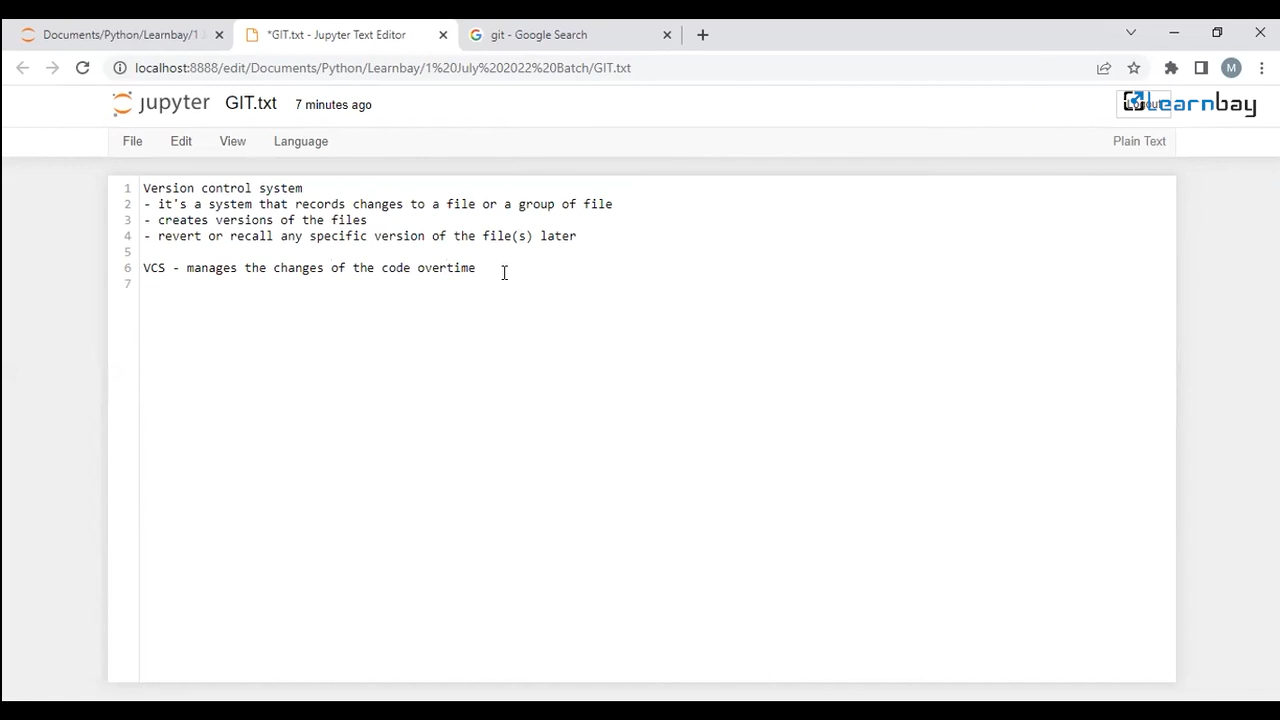 Documents/Python/Learnbay/1
*GIT.txt - Jupyter Text Editor
git - Google Search
localhost:8888/edit/Documents/Python/Learnbay/1%20July%202022%20Batch/GIT.txt
M
jupyter GIT.txt 7 minutes ago
Logout
Learnbay
File Edit View Language Plain Text
1 Version control system
2 - it's a system that records changes to a file or a group of file
3 - creates versions of the files
4 - revert or recall any specific version of the file(s) later
5
6 VCS - manages the changes of the code overtime
7